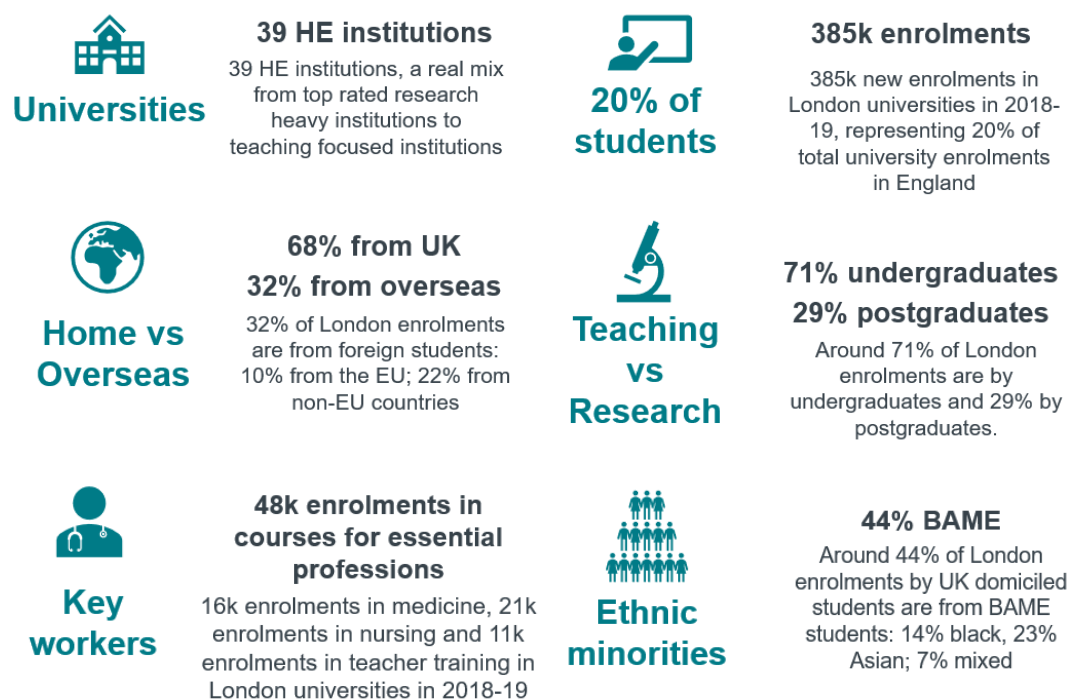 Universities
39 HE institutions
39 HE institutions, a real mix
from top rated research
heavy institutions to
teaching focused institutions
20% of
students
385k enrolments
385k new enrolments in
London universities in 2018-
19, representing 20% of
total university enrolments
in England
Home vs
Overseas
68% from UK
32% from overseas
32% of London enrolments
are from foreign students:
10% from the EU; 22% from
non-EU countries
Teaching
vs
Research
71% undergraduates
29% postgraduates
Around 71% of London
enrolments are by
undergraduates and 29% by
postgraduates.
Key
workers
48k enrolments in
courses for essential
professions
16k enrolments in medicine, 21k
enrolments in nursing and 11k
enrolments in teacher training in
London universities in 2018-19
Ethnic
minorities
44% BAME
Around 44% of London
enrolments by UK domiciled
students are from BAME
students: 14% black, 23%
Asian; 7% mixed